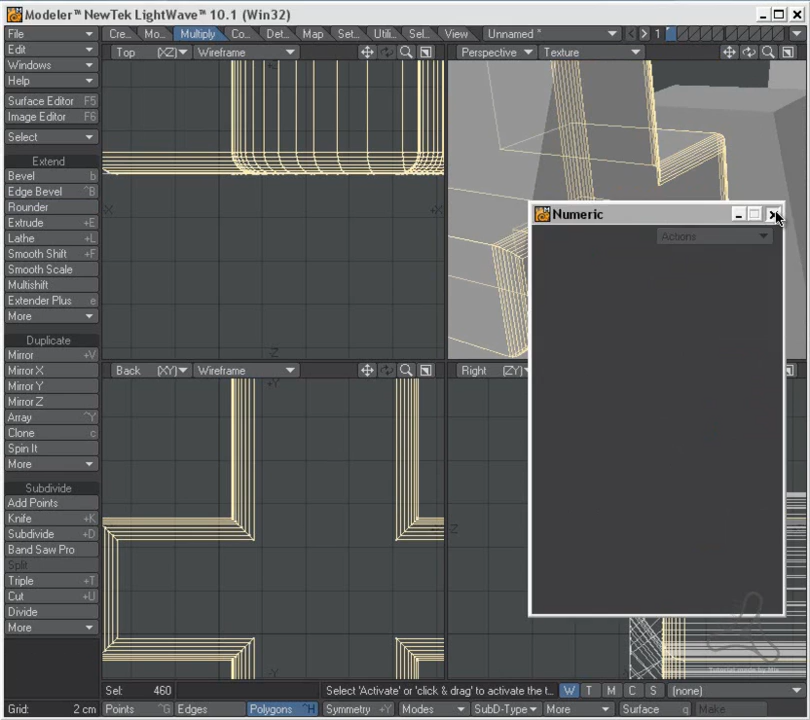 Modeler™ NewTek LightWave™ 10.1 (Win32)
File Cre... Mo... Multiply Co... Det... Map Set... Utili... Sel... View Unnamed * 1
Edit Top (XZ) Wireframe Perspective Texture
Windows
Help
Surface Editor F5
Image Editor F6
Select
Extend
Bevel b
Edge Bevel ^B
Rounder
Extrude +E
Lathe +L
Smooth Shift +F
Smooth Scale
Multishift
Extender Plus e
More
Numeric
Actions
Duplicate
Mirror +V
Mirror X
Mirror Y
Mirror Z
Array ^Y
Clone c
Spin It
More
Back (XY) Wireframe Right (ZY)
Subdivide
Add Points
Knife +K
Subdivide +D
Band Saw Pro
Split
Triple +T
Cut +U
Divide
More
Sel: 460 Select 'Activate' or 'click & drag' to activate the t... W T M C S (none)
Grid: 2 cm Points ^G Edges Polygons ^H Symmetry +Y Modes SubD-Type More Surface q Make